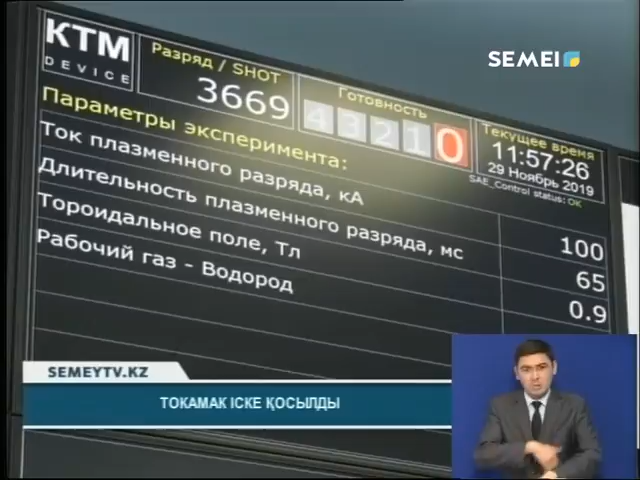 SEMEI
KTM
DEVICE
Разряд / SHOT
3669
Готовность
4 3 2 1 0
Текущее время
11:57:26
29 Ноябрь 2019
SAE_Control status: OK
Параметры эксперимента:
Ток плазменного разряда, кА
100
Длительность плазменного разряда, мс
65
Тороидальное поле, Тл
0.9
Рабочий газ - Водород
SEMEYTV.KZ
ТОКАМАК ІСКЕ ҚОСЫЛДЫ